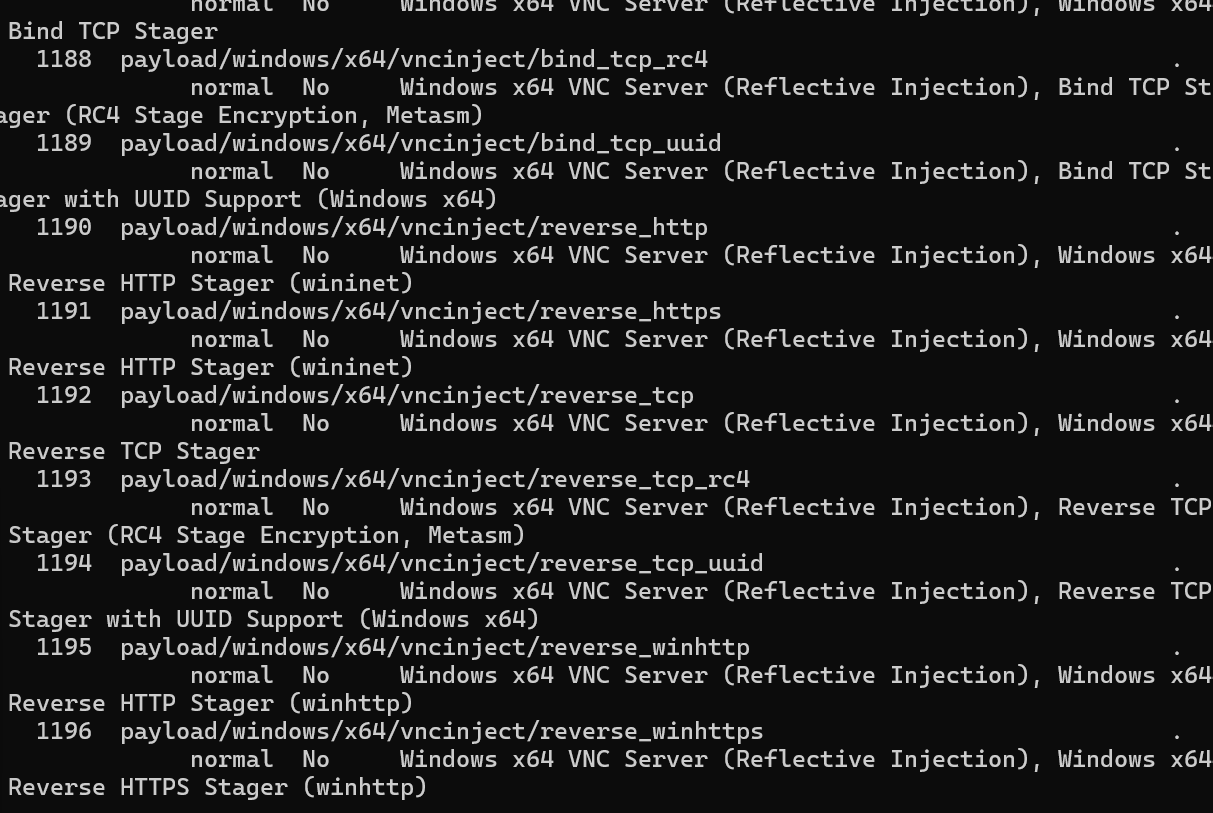 normal  No     Windows x64 VNC Server (Reflective Injection), Windows x64
Bind TCP Stager
1188  payload/windows/x64/vncinject/bind_tcp_rc4                                 .
normal  No     Windows x64 VNC Server (Reflective Injection), Bind TCP St
ager (RC4 Stage Encryption, Metasm)
1189  payload/windows/x64/vncinject/bind_tcp_uuid                                .
normal  No     Windows x64 VNC Server (Reflective Injection), Bind TCP St
ager with UUID Support (Windows x64)
1190  payload/windows/x64/vncinject/reverse_http                                 .
normal  No     Windows x64 VNC Server (Reflective Injection), Windows x64
Reverse HTTP Stager (wininet)
1191  payload/windows/x64/vncinject/reverse_https                                .
normal  No     Windows x64 VNC Server (Reflective Injection), Windows x64
Reverse HTTP Stager (wininet)
1192  payload/windows/x64/vncinject/reverse_tcp                                  .
normal  No     Windows x64 VNC Server (Reflective Injection), Windows x64
Reverse TCP Stager
1193  payload/windows/x64/vncinject/reverse_tcp_rc4                              .
normal  No     Windows x64 VNC Server (Reflective Injection), Reverse TCP
Stager (RC4 Stage Encryption, Metasm)
1194  payload/windows/x64/vncinject/reverse_tcp_uuid                             .
normal  No     Windows x64 VNC Server (Reflective Injection), Reverse TCP
Stager with UUID Support (Windows x64)
1195  payload/windows/x64/vncinject/reverse_winhttp                              .
normal  No     Windows x64 VNC Server (Reflective Injection), Windows x64
Reverse HTTP Stager (winhttp)
1196  payload/windows/x64/vncinject/reverse_winhttps                             .
normal  No     Windows x64 VNC Server (Reflective Injection), Windows x64
Reverse HTTPS Stager (winhttp)